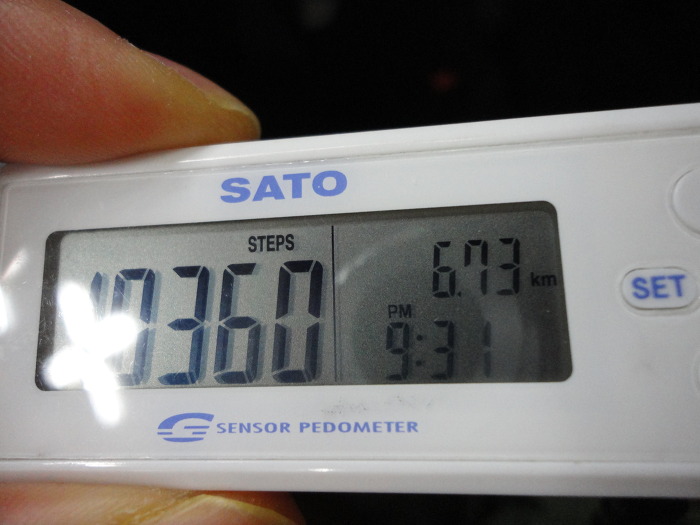 SATO
STEPS
10360
6.73 km
PM
9:31
SET
SENSOR PEDOMETER